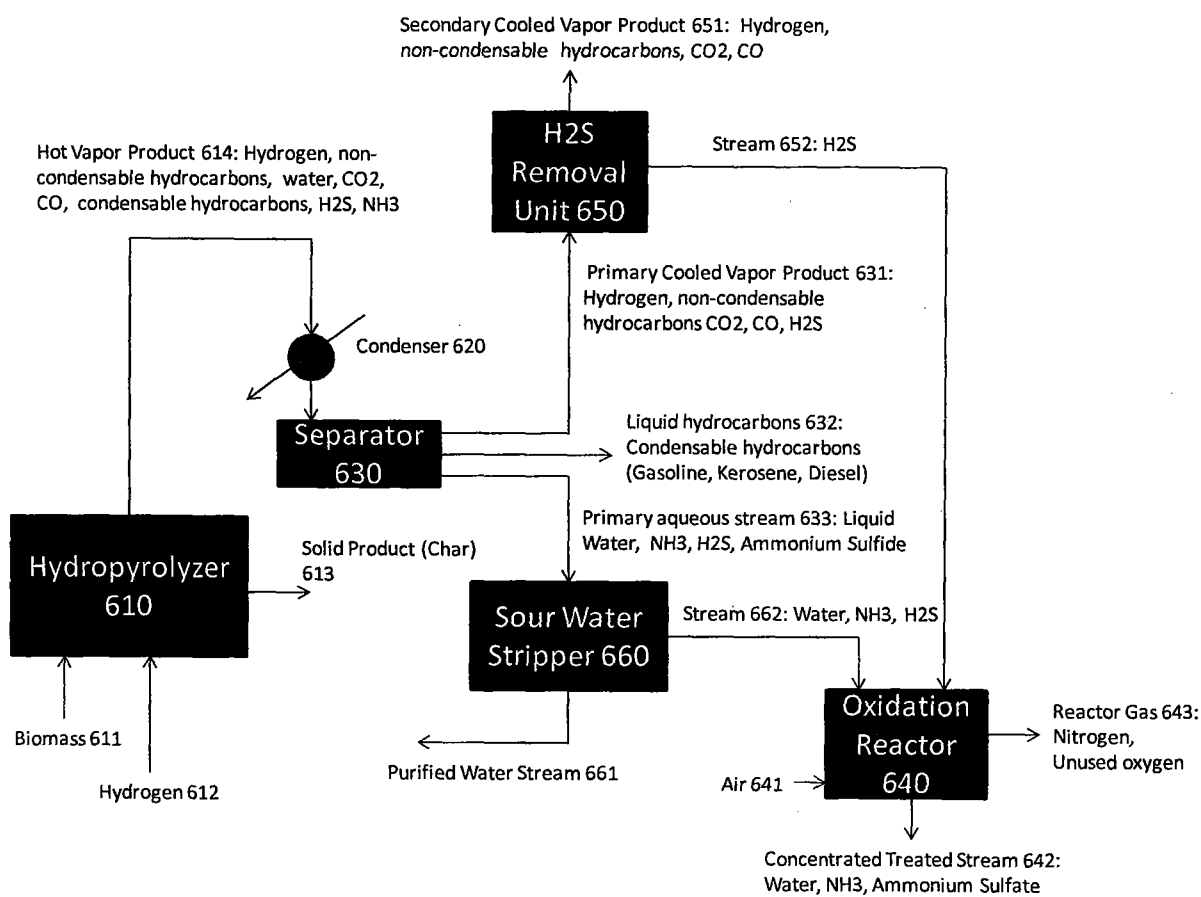 Secondary Cooled Vapor Product 651: Hydrogen,
non-condensable hydrocarbons, CO2, CO
H2S
Removal
Unit 650
Stream 652: H2S
Hot Vapor Product 614: Hydrogen, non-
condensable hydrocarbons, water, CO2,
CO, condensable hydrocarbons, H2S, NH3
Primary Cooled Vapor Product 631:
Hydrogen, non-condensable
hydrocarbons CO2, CO, H2S
Condenser 620
Separator
630
Liquid hydrocarbons 632:
Condensable hydrocarbons
(Gasoline, Kerosene, Diesel)
Primary aqueous stream 633: Liquid
Water, NH3, H2S, Ammonium Sulfide
Hydropyrolyzer
610
Solid Product (Char)
613
Sour Water
Stripper 660
Stream 662: Water, NH3, H2S
Biomass 611
Hydrogen 612
Purified Water Stream 661
Oxidation
Reactor
640
Air 641
Reactor Gas 643:
Nitrogen,
Unused oxygen
Concentrated Treated Stream 642:
Water, NH3, Ammonium Sulfate